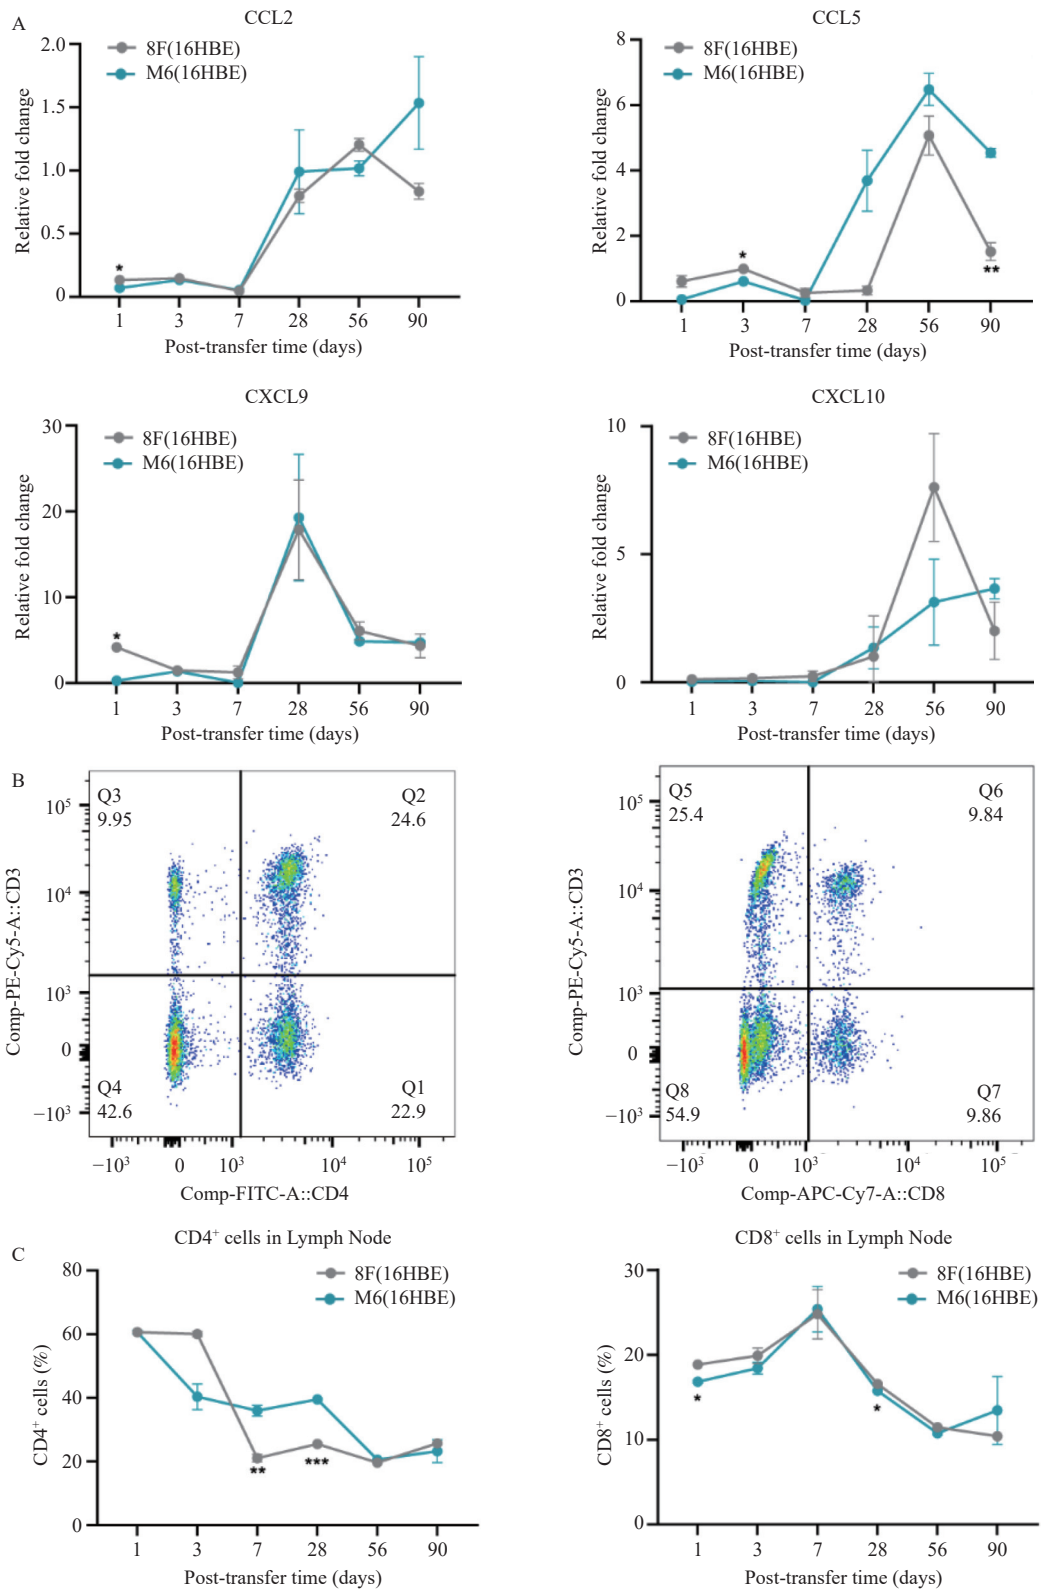 A
CCL2
2.0
1.5
1.0
0.5
0
Relative fold change
8F(16HBE)
M6(16HBE)
*
1 3 7 28 56 90
Post-transfer time (days)
CCL5
8
6
4
2
0
Relative fold change
8F(16HBE)
M6(16HBE)
*
**
1 3 7 28 56 90
Post-transfer time (days)
CXCL9
30
20
10
0
Relative fold change
8F(16HBE)
M6(16HBE)
*
1 3 7 28 56 90
Post-transfer time (days)
CXCL10
10
5
0
Relative fold change
8F(16HBE)
M6(16HBE)
1 3 7 28 56 90
Post-transfer time (days)
B
Q3
9.95
Q2
24.6
Q4
42.6
Q1
22.9
10⁵
10⁴
10³
0
−10³
Comp-PE-Cy5-A::CD3
−10³ 0 10³ 10⁴ 10⁵
Comp-FITC-A::CD4
Q5
25.4
Q6
9.84
Q8
54.9
Q7
9.86
10⁵
10⁴
10³
0
−10³
Comp-PE-Cy5-A::CD3
−10³ 0 10³ 10⁴ 10⁵
Comp-APC-Cy7-A::CD8
C
CD4⁺ cells in Lymph Node
80
60
40
20
0
CD4⁺ cells (%)
8F(16HBE)
M6(16HBE)
**
***
1 3 7 28 56 90
Post-transfer time (days)
CD8⁺ cells in Lymph Node
30
20
10
0
CD8⁺ cells (%)
8F(16HBE)
M6(16HBE)
*
*
1 3 7 28 56 90
Post-transfer time (days)